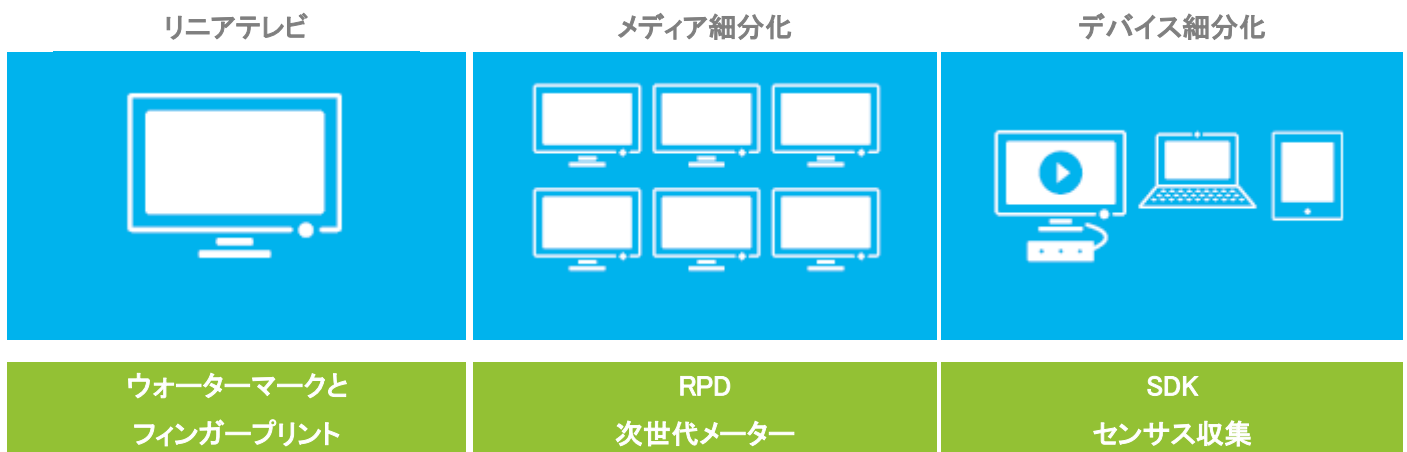 リニアテレビ
メディア細分化
デバイス細分化
ウォーターマークと
フィンガープリント
RPD
次世代メーター
SDK
センサス収集